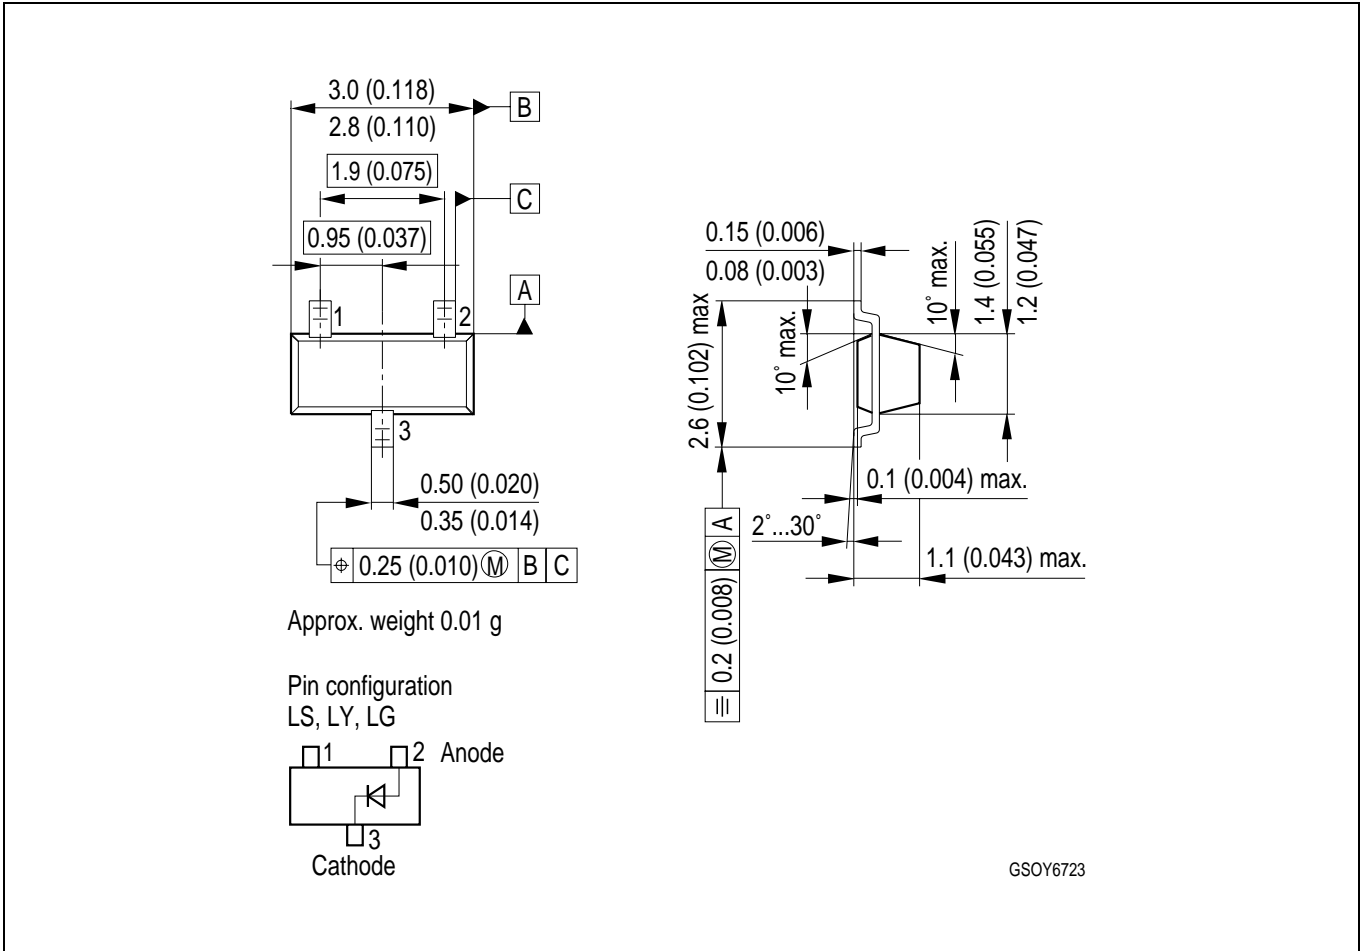 3.0 (0.118)
2.8 (0.110)
B
1.9 (0.075)
C
0.95 (0.037)
A
1
2
3
0.50 (0.020)
0.35 (0.014)
⌖ 0.25 (0.010) Ⓜ B C
0.15 (0.006)
0.08 (0.003)
2.6 (0.102) max
10° max.
10° max.
1.4 (0.055)
1.2 (0.047)
0.1 (0.004) max.
2°...30°
1.1 (0.043) max.
⌯ 0.2 (0.008) Ⓜ A
Approx. weight 0.01 g
Pin configuration
LS, LY, LG
1
2 Anode
3
Cathode
GSOY6723